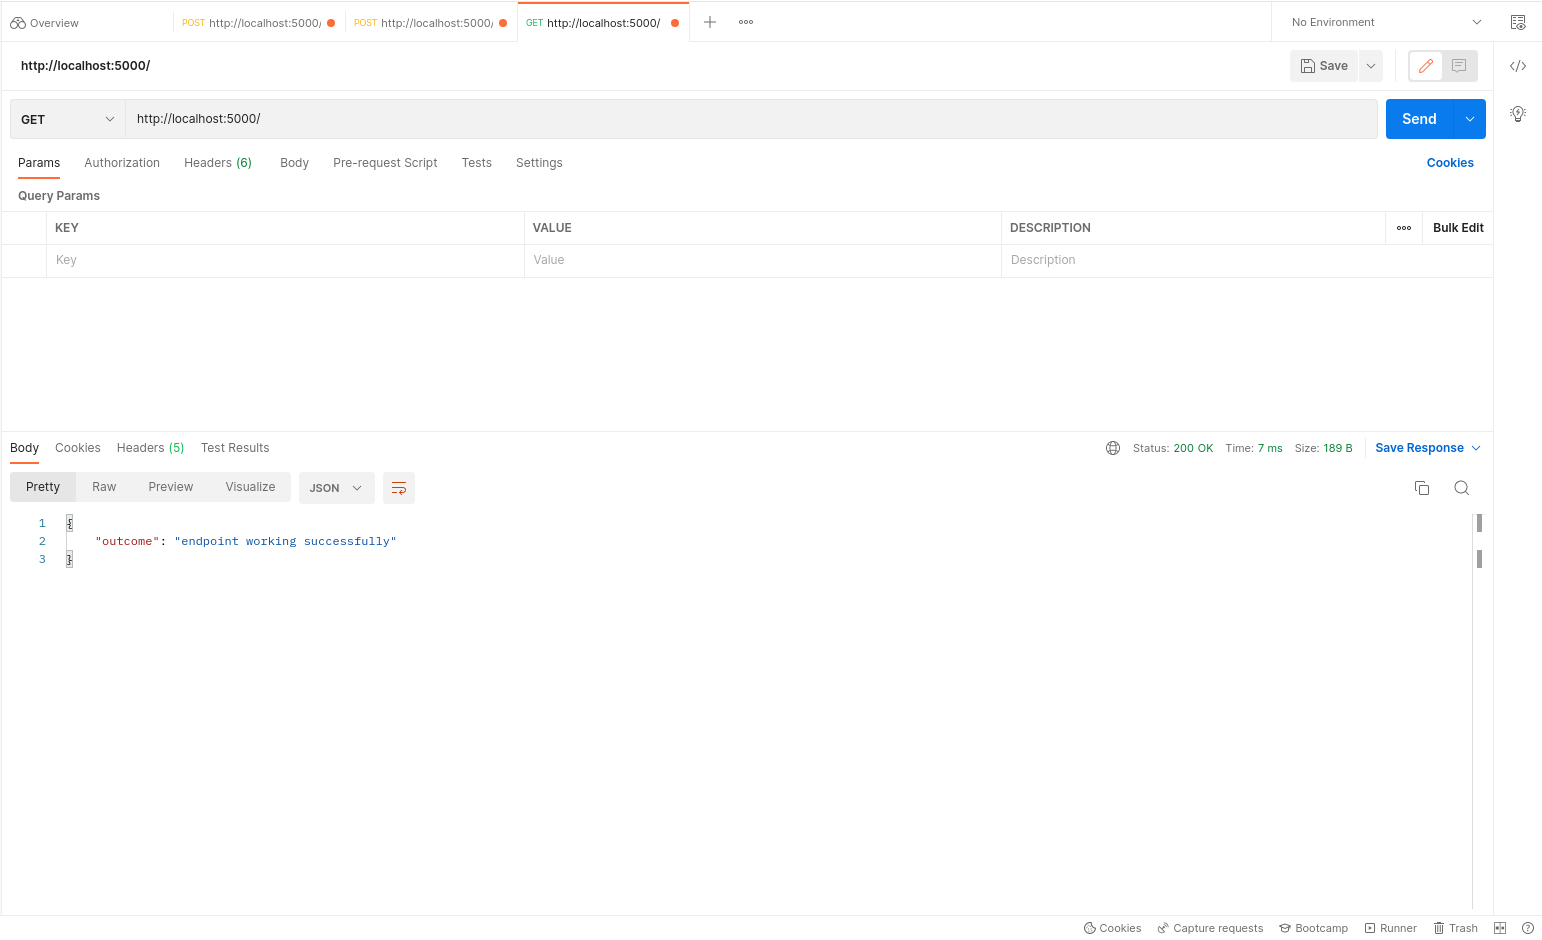 Overview
POST http://localhost:5000/
POST http://localhost:5000/
GET http://localhost:5000/
No Environment
http://localhost:5000/
Save
GET
http://localhost:5000/
Send
Params Authorization Headers (6) Body Pre-request Script Tests Settings Cookies
Query Params
KEY VALUE DESCRIPTION ooo Bulk Edit
Key Value Description
Body Cookies Headers (5) Test Results Status: 200 OK Time: 7 ms Size: 189 B Save Response
Pretty Raw Preview Visualize JSON
1 {
2 "outcome": "endpoint working successfully"
3 }
Cookies Capture requests Bootcamp Runner Trash